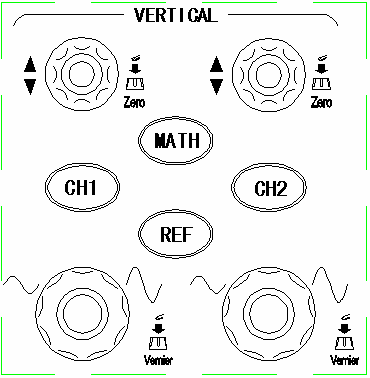 VERTICAL
Zero Zero
MATH
CH1 CH2
REF
Vernier Vernier